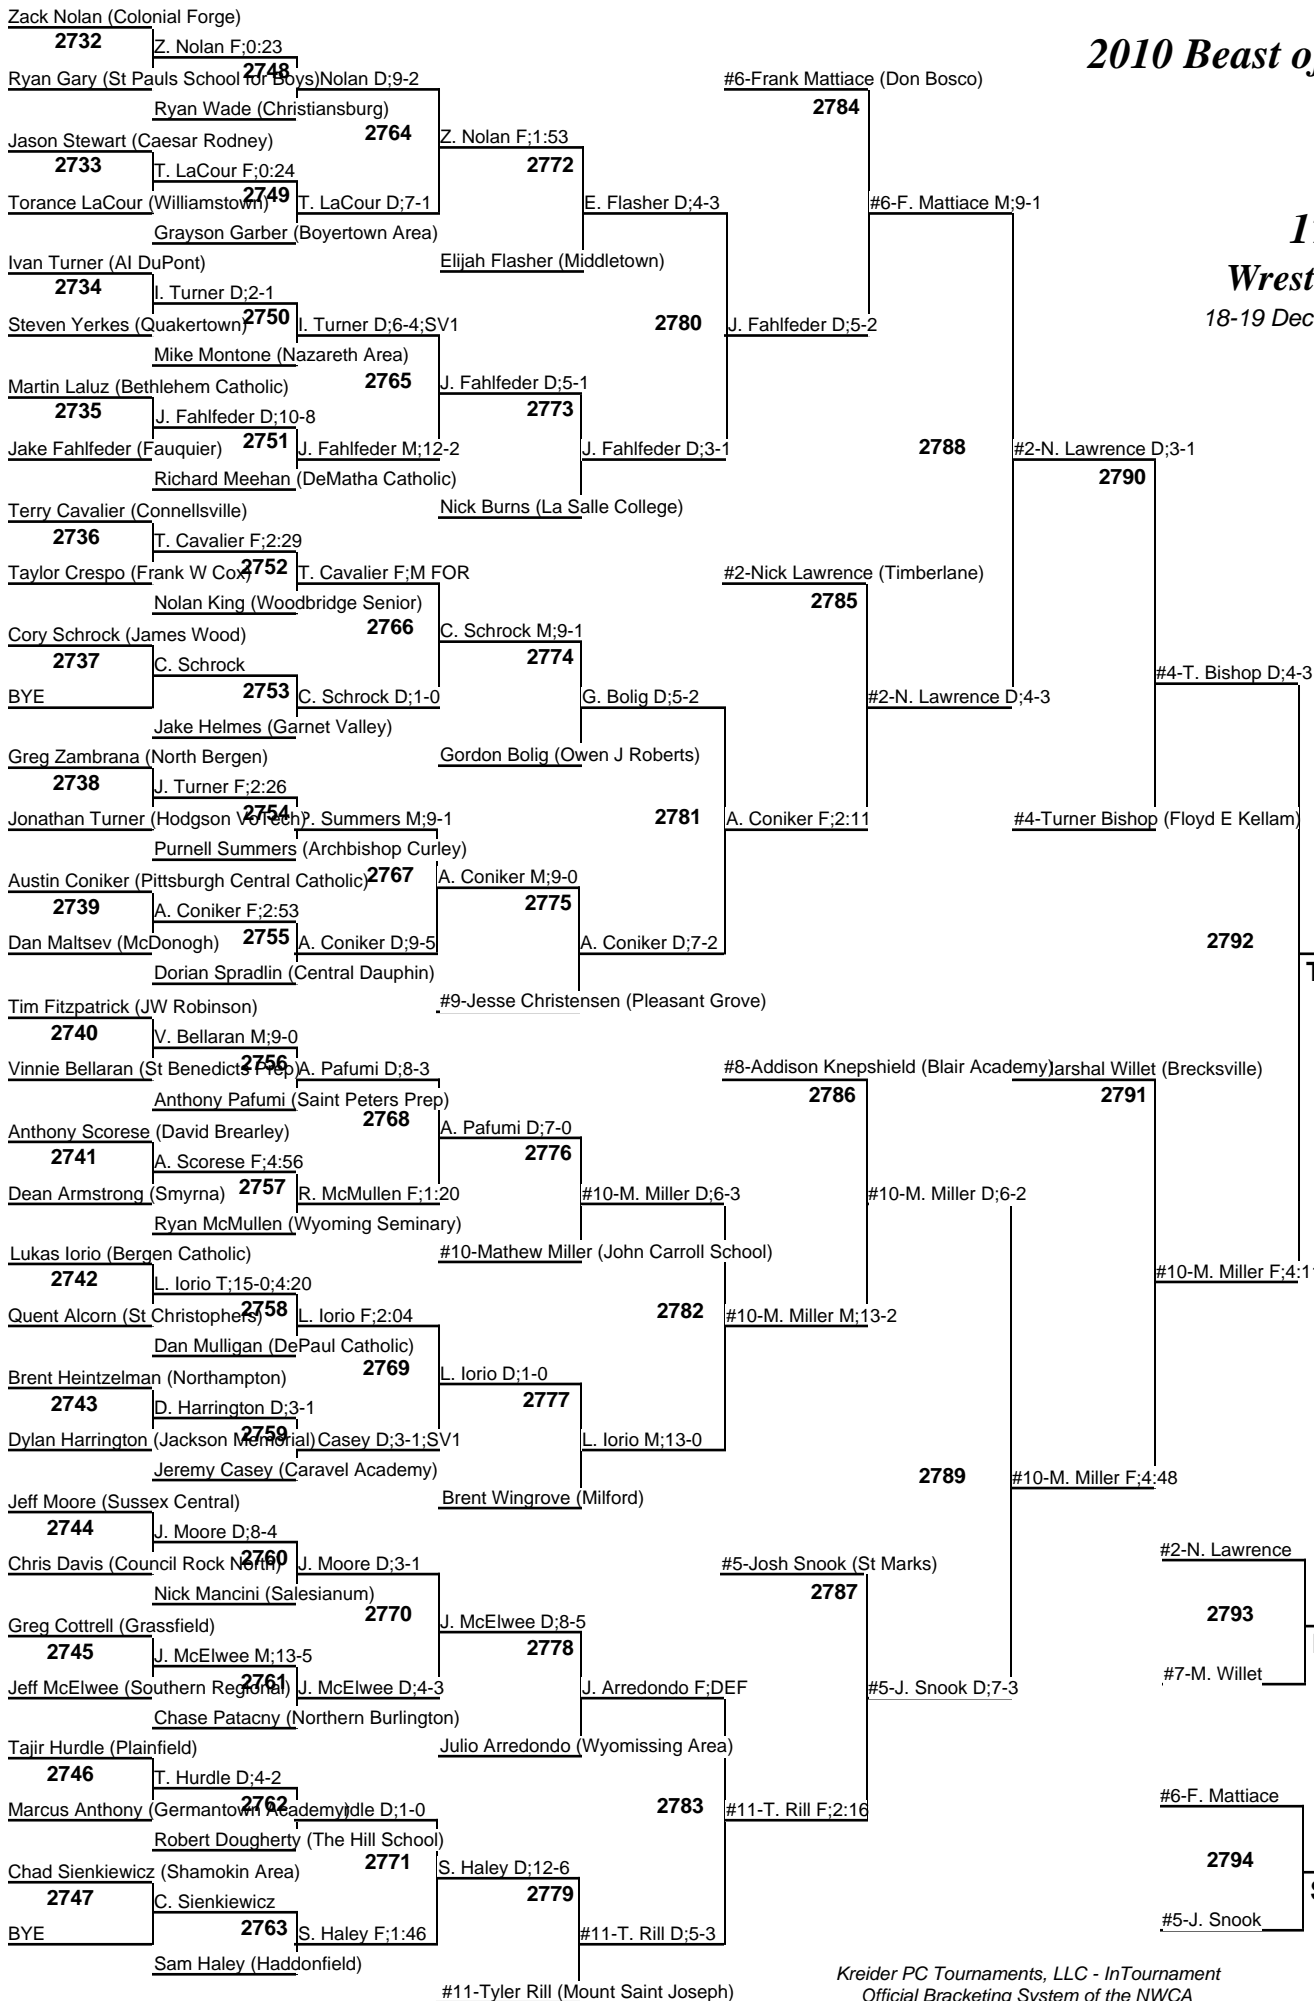 Zack Nolan (Colonial Forge)
2732
Z. Nolan F;0:23
2748
Ryan Gary (St Pauls School for Boys)
Nolan D;9-2
Ryan Wade (Christiansburg)
2764
Jason Stewart (Caesar Rodney)
Z. Nolan F;1:53
2733
2772
T. LaCour F;0:24
2749
Torance LaCour (Williamstown)
T. LaCour D;7-1
E. Flasher D;4-3
Grayson Garber (Boyertown Area)
Ivan Turner (AI DuPont)
Elijah Flasher (Middletown)
2734
I. Turner D;2-1
2750
Steven Yerkes (Quakertown)
I. Turner D;6-4;SV1
2780
J. Fahlfeder D;5-2
Mike Montone (Nazareth Area)
2765
Martin Laluz (Bethlehem Catholic)
J. Fahlfeder D;5-1
2735
2773
J. Fahlfeder D;10-8
2751
Jake Fahlfeder (Fauquier)
J. Fahlfeder M;12-2
J. Fahlfeder D;3-1
Richard Meehan (DeMatha Catholic)
Nick Burns (La Salle College)
#6-Frank Mattiace (Don Bosco)
2784
#6-F. Mattiace M;9-1
2788
#2-N. Lawrence D;3-1
2790
2010 Beast o
1
Wrest
18-19 Dec
Terry Cavalier (Connellsville)
2736
T. Cavalier F;2:29
2752
Taylor Crespo (Frank W Cox)
T. Cavalier F;M FOR
Nolan King (Woodbridge Senior)
2766
Cory Schrock (James Wood)
C. Schrock M;9-1
2737
2774
C. Schrock
2753
BYE
C. Schrock D;1-0
G. Bolig D;5-2
Jake Helmes (Garnet Valley)
Greg Zambrana (North Bergen)
Gordon Bolig (Owen J Roberts)
2738
J. Turner F;2:26
2754
Jonathan Turner (Hodgson VoTech)
. Summers M;9-1
2781
A. Coniker F;2:11
Purnell Summers (Archbishop Curley)
2767
Austin Coniker (Pittsburgh Central Catholic)
A. Coniker M;9-0
2739
2775
A. Coniker F;2:53
2755
Dan Maltsev (McDonogh)
A. Coniker D;9-5
A. Coniker D;7-2
Dorian Spradlin (Central Dauphin)
#9-Jesse Christensen (Pleasant Grove)
#2-Nick Lawrence (Timberlane)
2785
#2-N. Lawrence D;4-3
#4-T. Bishop D;4-3
#4-Turner Bishop (Floyd E Kellam)
2792
T
Tim Fitzpatrick (JW Robinson)
2740
V. Bellaran M;9-0
2756
Vinnie Bellaran (St Benedicts Prep)
A. Pafumi D;8-3
Anthony Pafumi (Saint Peters Prep)
2768
Anthony Scorese (David Brearley)
A. Pafumi D;7-0
2741
2776
A. Scorese F;4:56
2757
Dean Armstrong (Smyrna)
R. McMullen F;1:20
#10-M. Miller D;6-3
Ryan McMullen (Wyoming Seminary)
Lukas Iorio (Bergen Catholic)
#10-Mathew Miller (John Carroll School)
2742
L. Iorio T;15-0;4:20
2758
Quent Alcorn (St Christophers)
L. Iorio F;2:04
2782
#10-M. Miller M;13-2
Dan Mulligan (DePaul Catholic)
2769
Brent Heintzelman (Northampton)
L. Iorio D;1-0
2743
2777
D. Harrington D;3-1
2759
Dylan Harrington (Jackson Memorial)
Casey D;3-1;SV1
L. Iorio M;13-0
Jeremy Casey (Caravel Academy)
Brent Wingrove (Milford)
#8-Addison Knepshield (Blair Academy)
arshal Willet (Brecksville)
2786
2791
#10-M. Miller D;6-2
#10-M. Miller F;4:1
2789
#10-M. Miller F;4:48
Jeff Moore (Sussex Central)
2744
J. Moore D;8-4
2760
Chris Davis (Council Rock North)
J. Moore D;3-1
Nick Mancini (Salesianum)
2770
Greg Cottrell (Grassfield)
J. McElwee D;8-5
2745
2778
J. McElwee M;13-5
2761
Jeff McElwee (Southern Regional)
J. McElwee D;4-3
J. Arredondo F;DEF
Chase Patacny (Northern Burlington)
Tajir Hurdle (Plainfield)
Julio Arredondo (Wyomissing Area)
2746
T. Hurdle D;4-2
2762
Marcus Anthony (Germantown Academy)
rdle D;1-0
2783
#11-T. Rill F;2:16
Robert Dougherty (The Hill School)
2771
Chad Sienkiewicz (Shamokin Area)
S. Haley D;12-6
2747
2779
C. Sienkiewicz
2763
BYE
S. Haley F;1:46
#11-T. Rill D;5-3
Sam Haley (Haddonfield)
#11-Tyler Rill (Mount Saint Joseph)
#5-Josh Snook (St Marks)
2787
#5-J. Snook D;7-3
#2-N. Lawrence
2793
#7-M. Willet
#6-F. Mattiace
2794
#5-J. Snook
Kreider PC Tournaments, LLC - InTournament
Official Bracketing System of the NWCA